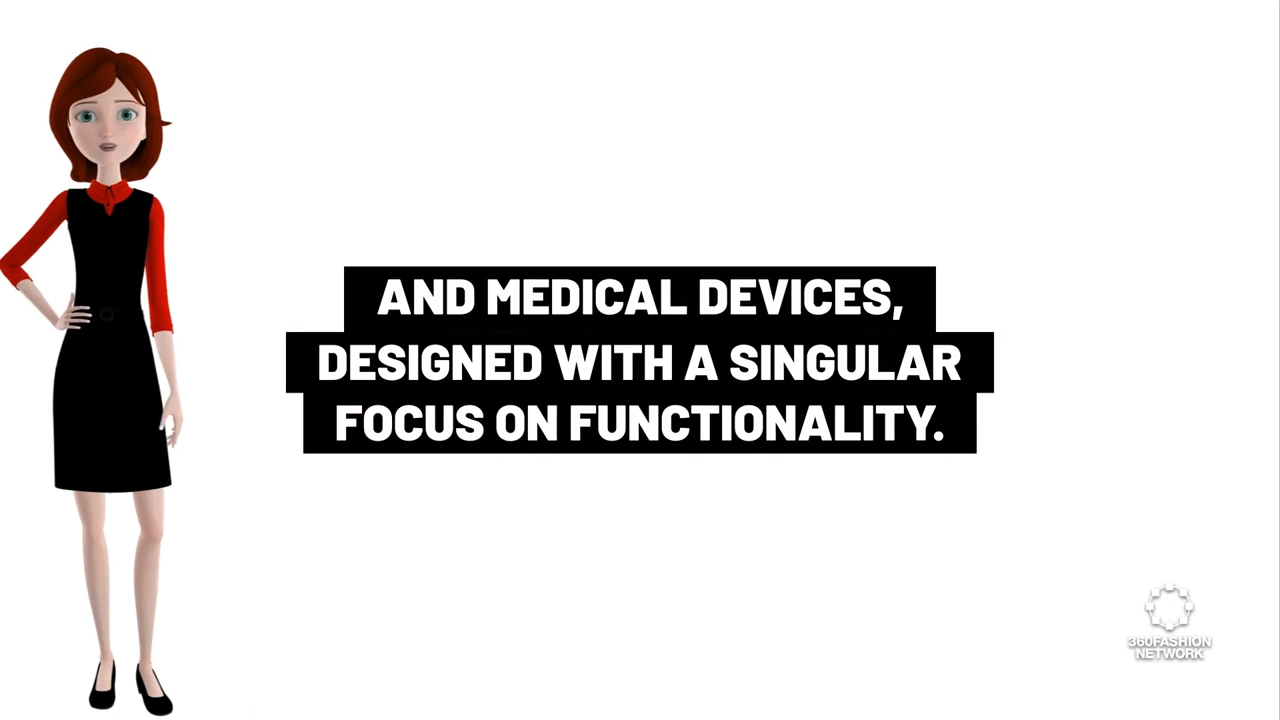 AND MEDICAL DEVICES,
DESIGNED WITH A SINGULAR
FOCUS ON FUNCTIONALITY.
360FASHION
NETWORK